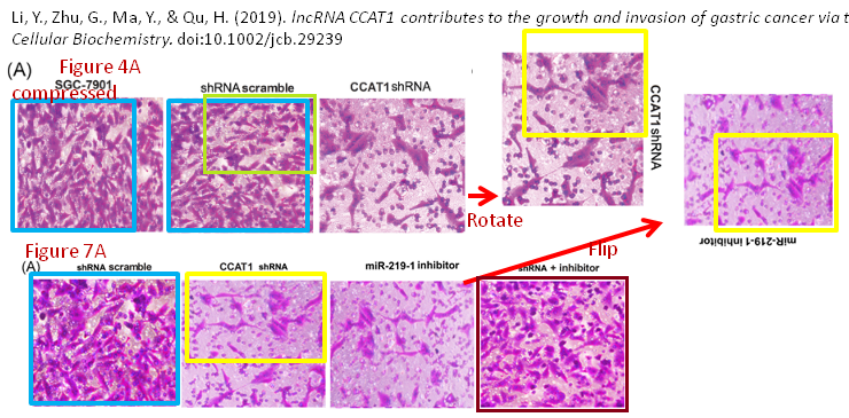 Li, Y., Zhu, G., Ma, Y., & Qu, H. (2019). lncRNA CCAT1 contributes to the growth and invasion of gastric cancer via t
Cellular Biochemistry. doi:10.1002/jcb.29239
(A) Figure 4A
compressed
SGC-7901 shRNA scramble CCAT1 shRNA
CCAT1 shRNA
Rotate
miR-219-1 inhibitor
Flip
Figure 7A
(A) shRNA scramble CCAT1 shRNA miR-219-1 inhibitor shRNA + inhibitor